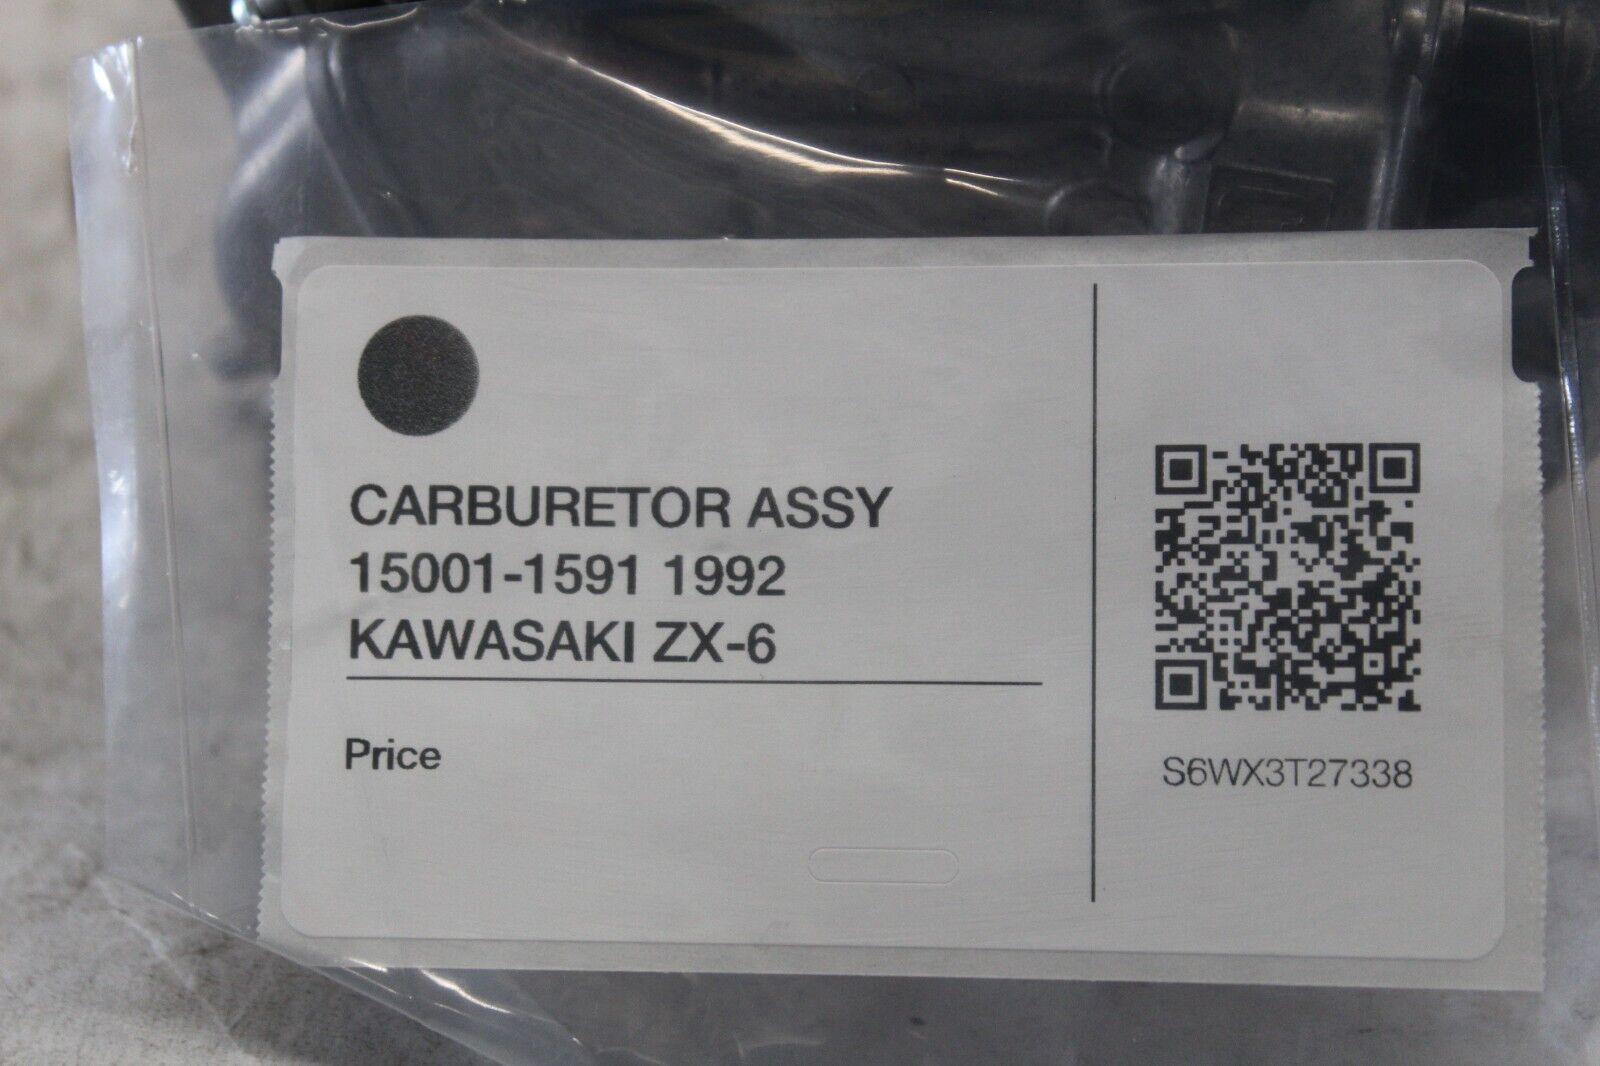 CARBURETOR ASSY
15001-1591 1992
KAWASAKI ZX-6
Price
S6WX3T27338